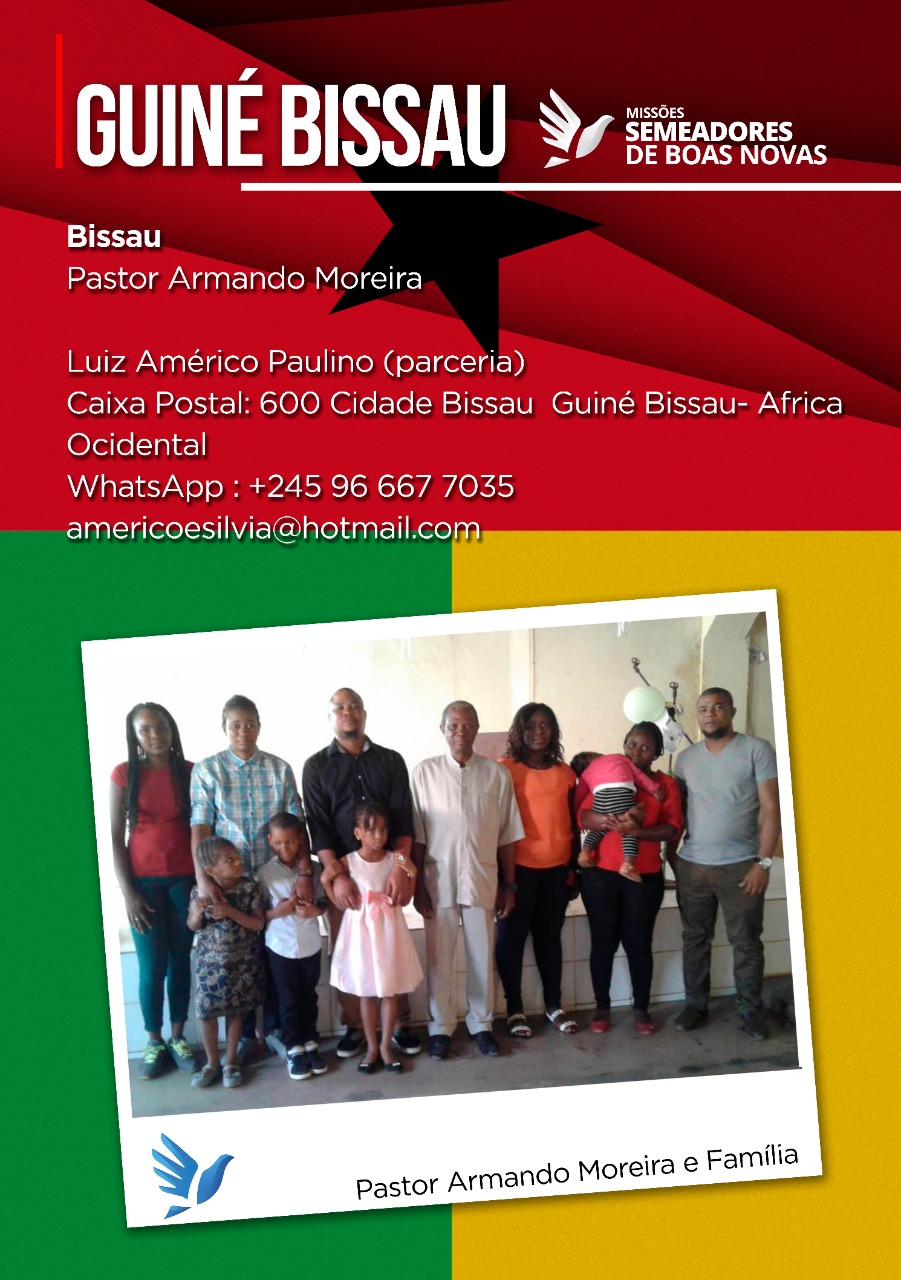 GUINÉ BISSAU
MISSÕES
SEMEADORES
DE BOAS NOVAS
Bissau
Pastor Armando Moreira
Luiz Américo Paulino (parceria)
Caixa Postal: 600 Cidade Bissau  Guiné Bissau- Africa
Ocidental
WhatsApp : +245 96 667 7035
americoesilvia@hotmail.com
Pastor Armando Moreira e Família